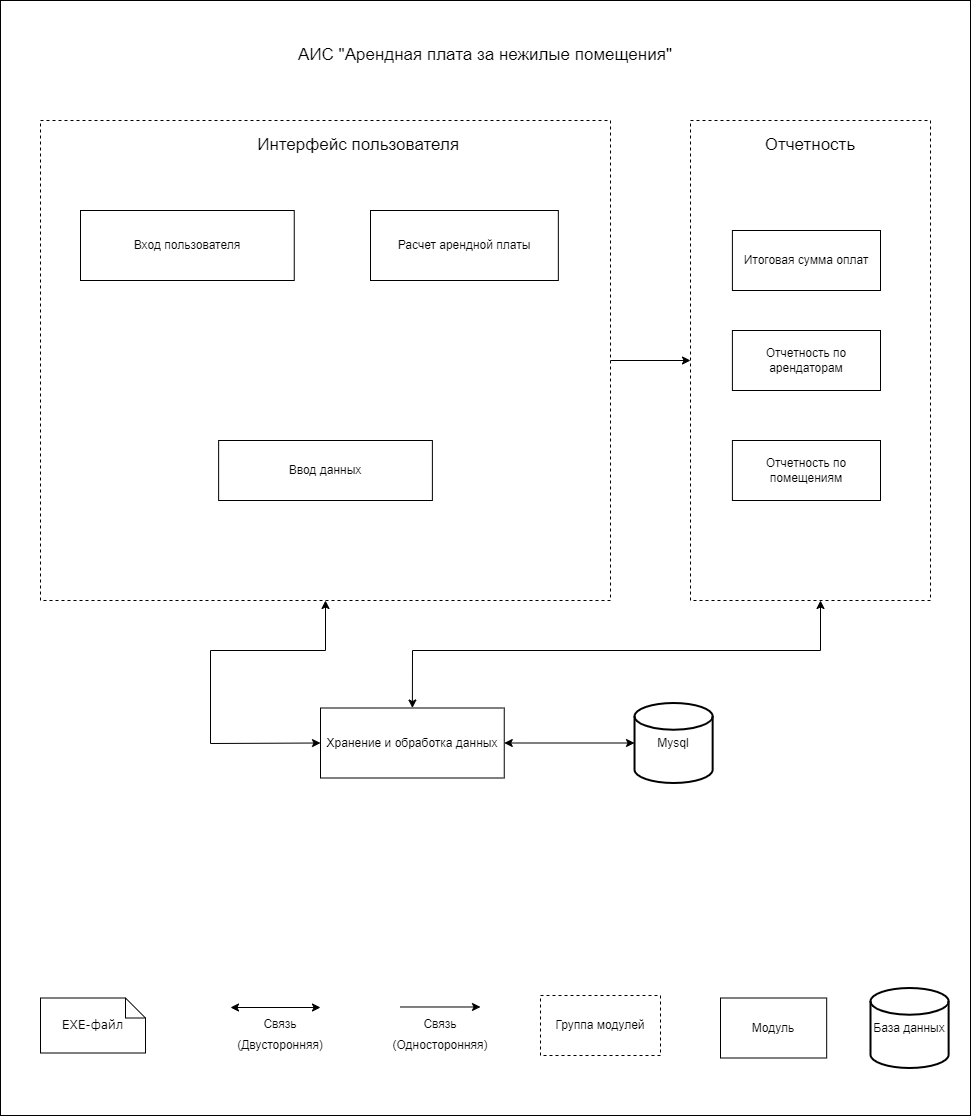 АИС "Арендная плата за нежилые помещения"
Интерфейс пользователя
Отчетность
Вход пользователя
Расчет арендной платы
Итоговая сумма оплат
Отчетность по
арендаторам
Ввод данных
Отчетность по
помещениям
Хранение и обработка данных
Mysql
EXE-файл
Связь
(Двусторонняя)
Связь
(Односторонняя)
Группа модулей
Модуль
База данных